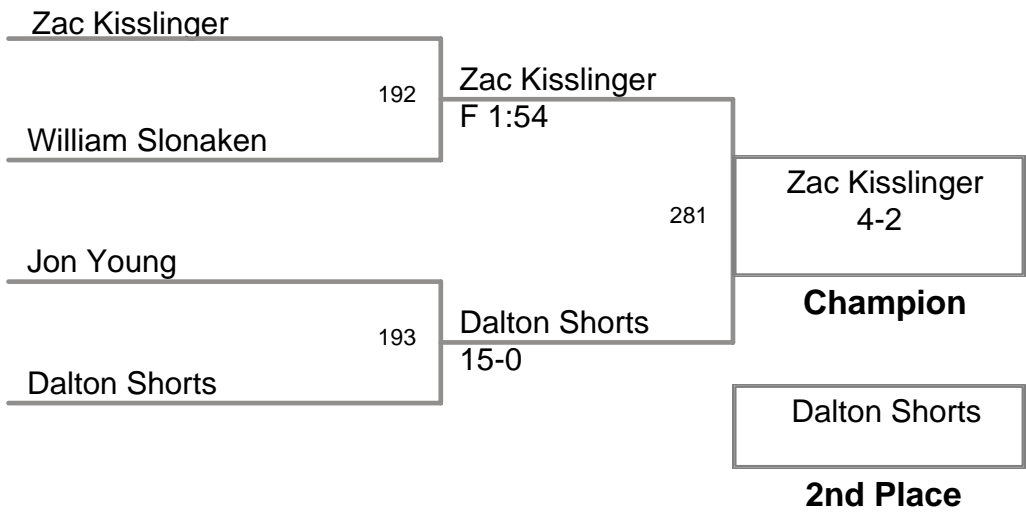 Zac Kisslinger
192
William Slonaken
Zac Kisslinger
F 1:54
Jon Young
193
Dalton Shorts
Dalton Shorts
15-0
281
Zac Kisslinger
4-2
Champion
Dalton Shorts
2nd Place